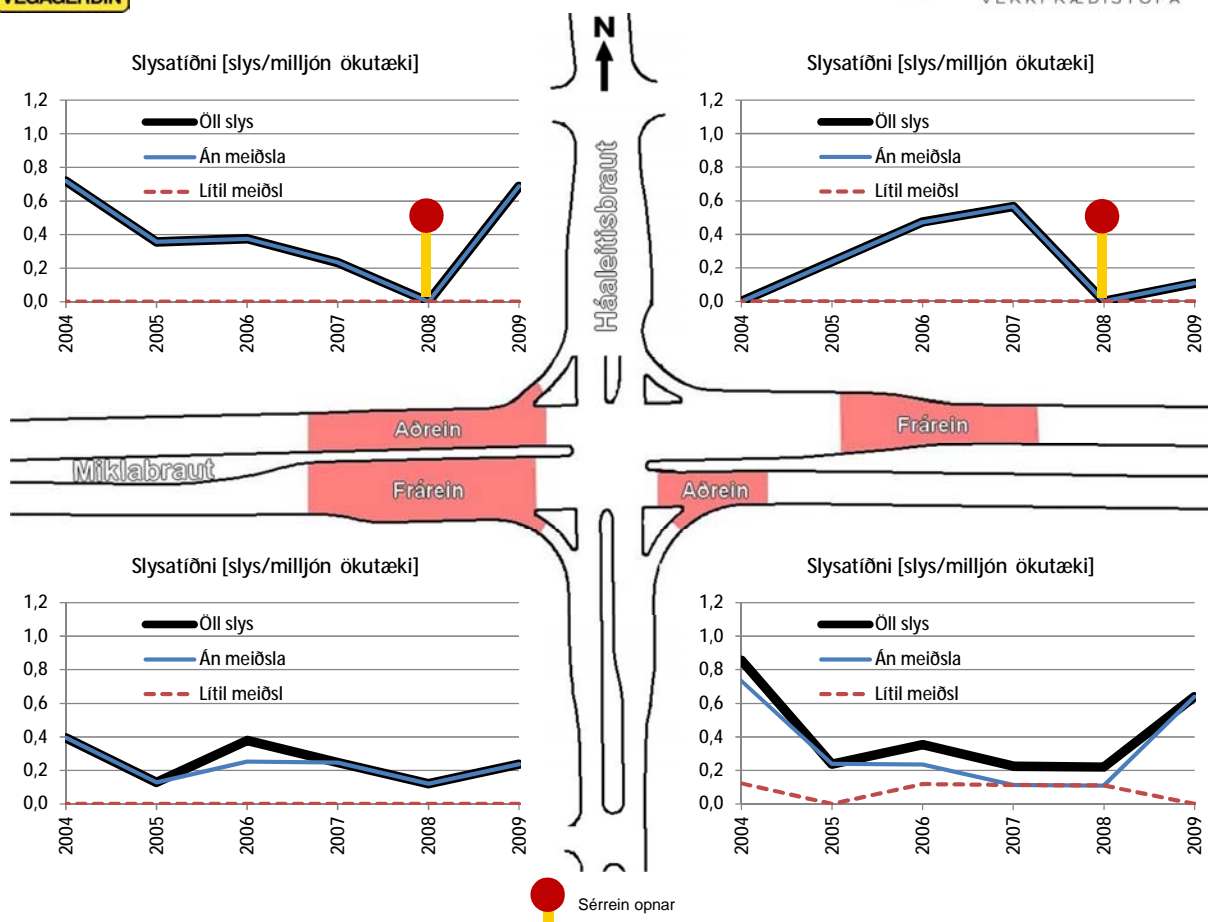 VEGAGERÐIN
VERKFRÆÐISTOFA
N
Slysatíðni [slys/milljón ökutæki]
1,2
1,0
0,8
0,6
0,4
0,2
0,0
Öll slys
Án meiðsla
Lítil meiðsl
2004
2005
2006
2007
2008
2009
Slysatíðni [slys/milljón ökutæki]
1,2
1,0
0,8
0,6
0,4
0,2
0,0
Öll slys
Án meiðsla
Lítil meiðsl
2004
2005
2006
2007
2008
2009
Háaleitisbraut
Aðrein
Frárein
Miklabraut
Frárein
Aðrein
Slysatíðni [slys/milljón ökutæki]
1,2
1,0
0,8
0,6
0,4
0,2
0,0
Öll slys
Án meiðsla
Lítil meiðsl
2004
2005
2006
2007
2008
2009
Slysatíðni [slys/milljón ökutæki]
1,2
1,0
0,8
0,6
0,4
0,2
0,0
Öll slys
Án meiðsla
Lítil meiðsl
2004
2005
2006
2007
2008
2009
Sérrein opnar